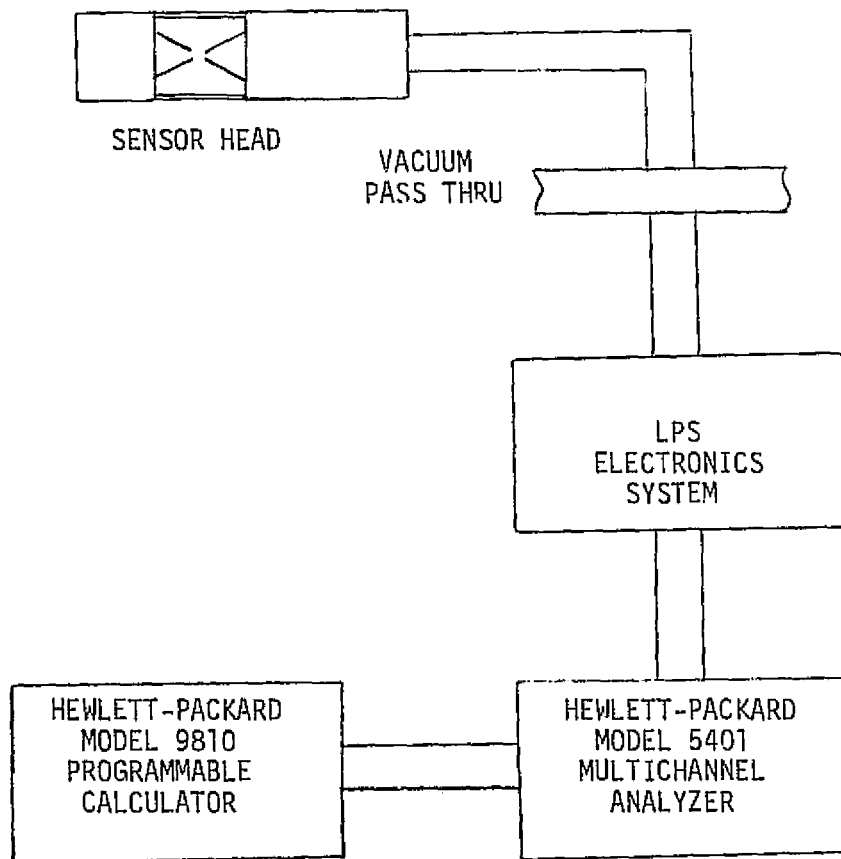 SENSOR HEAD
VACUUM
PASS THRU
LPS
ELECTRONICS
SYSTEM
HEWLETT-PACKARD
MODEL 9810
PROGRAMMABLE
CALCULATOR
HEWLETT-PACKARD
MODEL 5401
MULTICHANNEL
ANALYZER